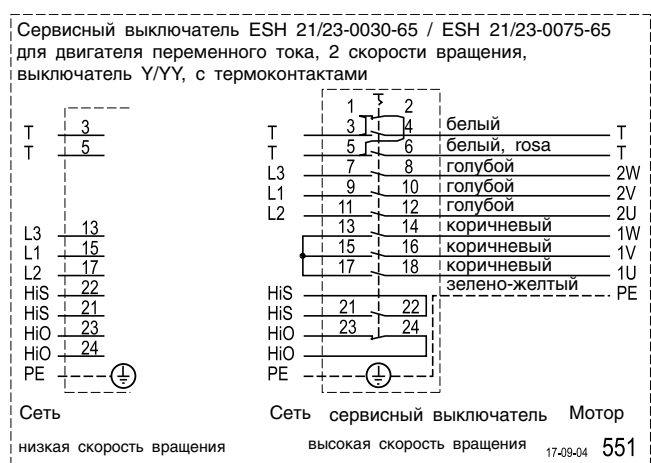 Сервисный выключатель ESH 21/23-0030-65 / ESH 21/23-0075-65
для двигателя переменного тока, 2 скорости вращения,
выключатель Y/YY, с термоконтактами
1 2
T 3 T 3 4 белый T
T 5 T 5 6 белый, rosa T
L3 7 8 голубой 2W
L1 9 10 голубой 2V
L2 11 12 голубой 2U
L3 13 13 14 коричневый 1W
L1 15 15 16 коричневый 1V
L2 17 17 18 коричневый 1U
HiS 22 HiS зелено-желтый PE
HiS 21 HiS 21 22
HiO 23 HiO 23 24
HiO 24 HiO
PE PE
Сеть Сеть сервисный выключатель Мотор
низкая скорость вращения высокая скорость вращения 17-09-04 551